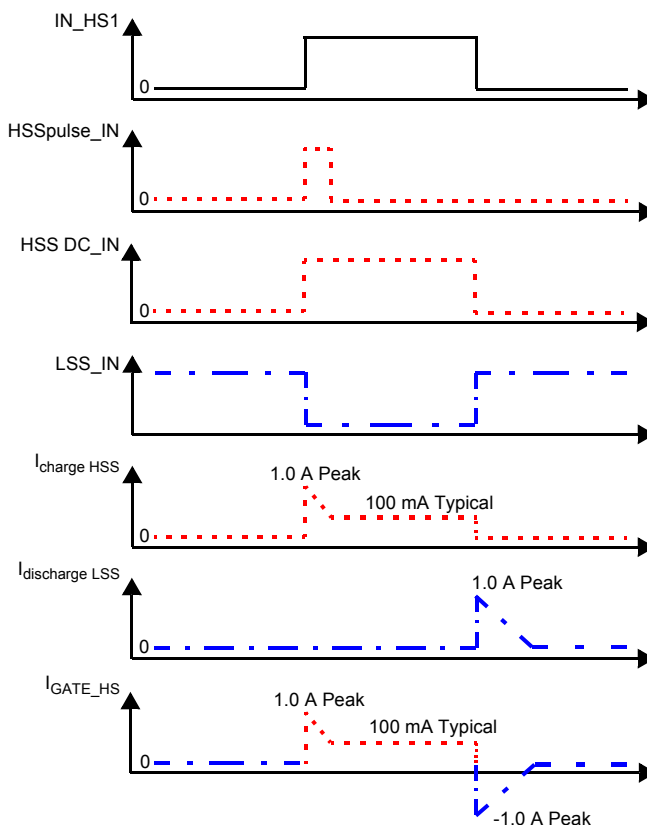 IN_HS1
0
HSSpulse_IN
0
HSS DC_IN
0
LSS_IN
0
Icharge HSS
1.0 A Peak
100 mA Typical
0
Idischarge LSS
1.0 A Peak
0
IGATE_HS
1.0 A Peak
100 mA Typical
0
-1.0 A Peak